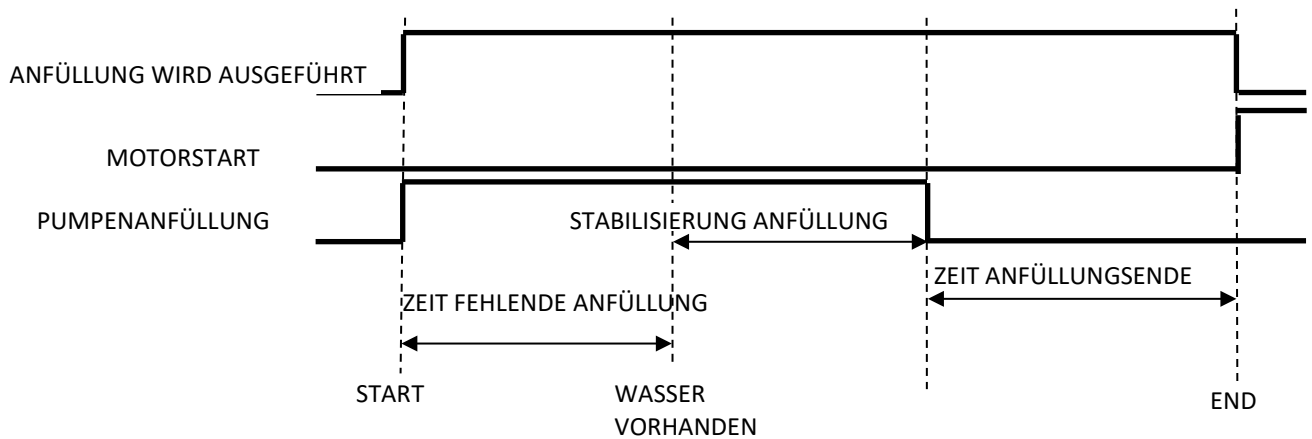 ANFÜLLUNG WIRD AUSGEFÜHRT
MOTORSTART
PUMPENANFÜLLUNG
STABILISIERUNG ANFÜLLUNG
ZEIT ANFÜLLUNGSENDE
ZEIT FEHLENDE ANFÜLLUNG
START
WASSER
VORHANDEN
END